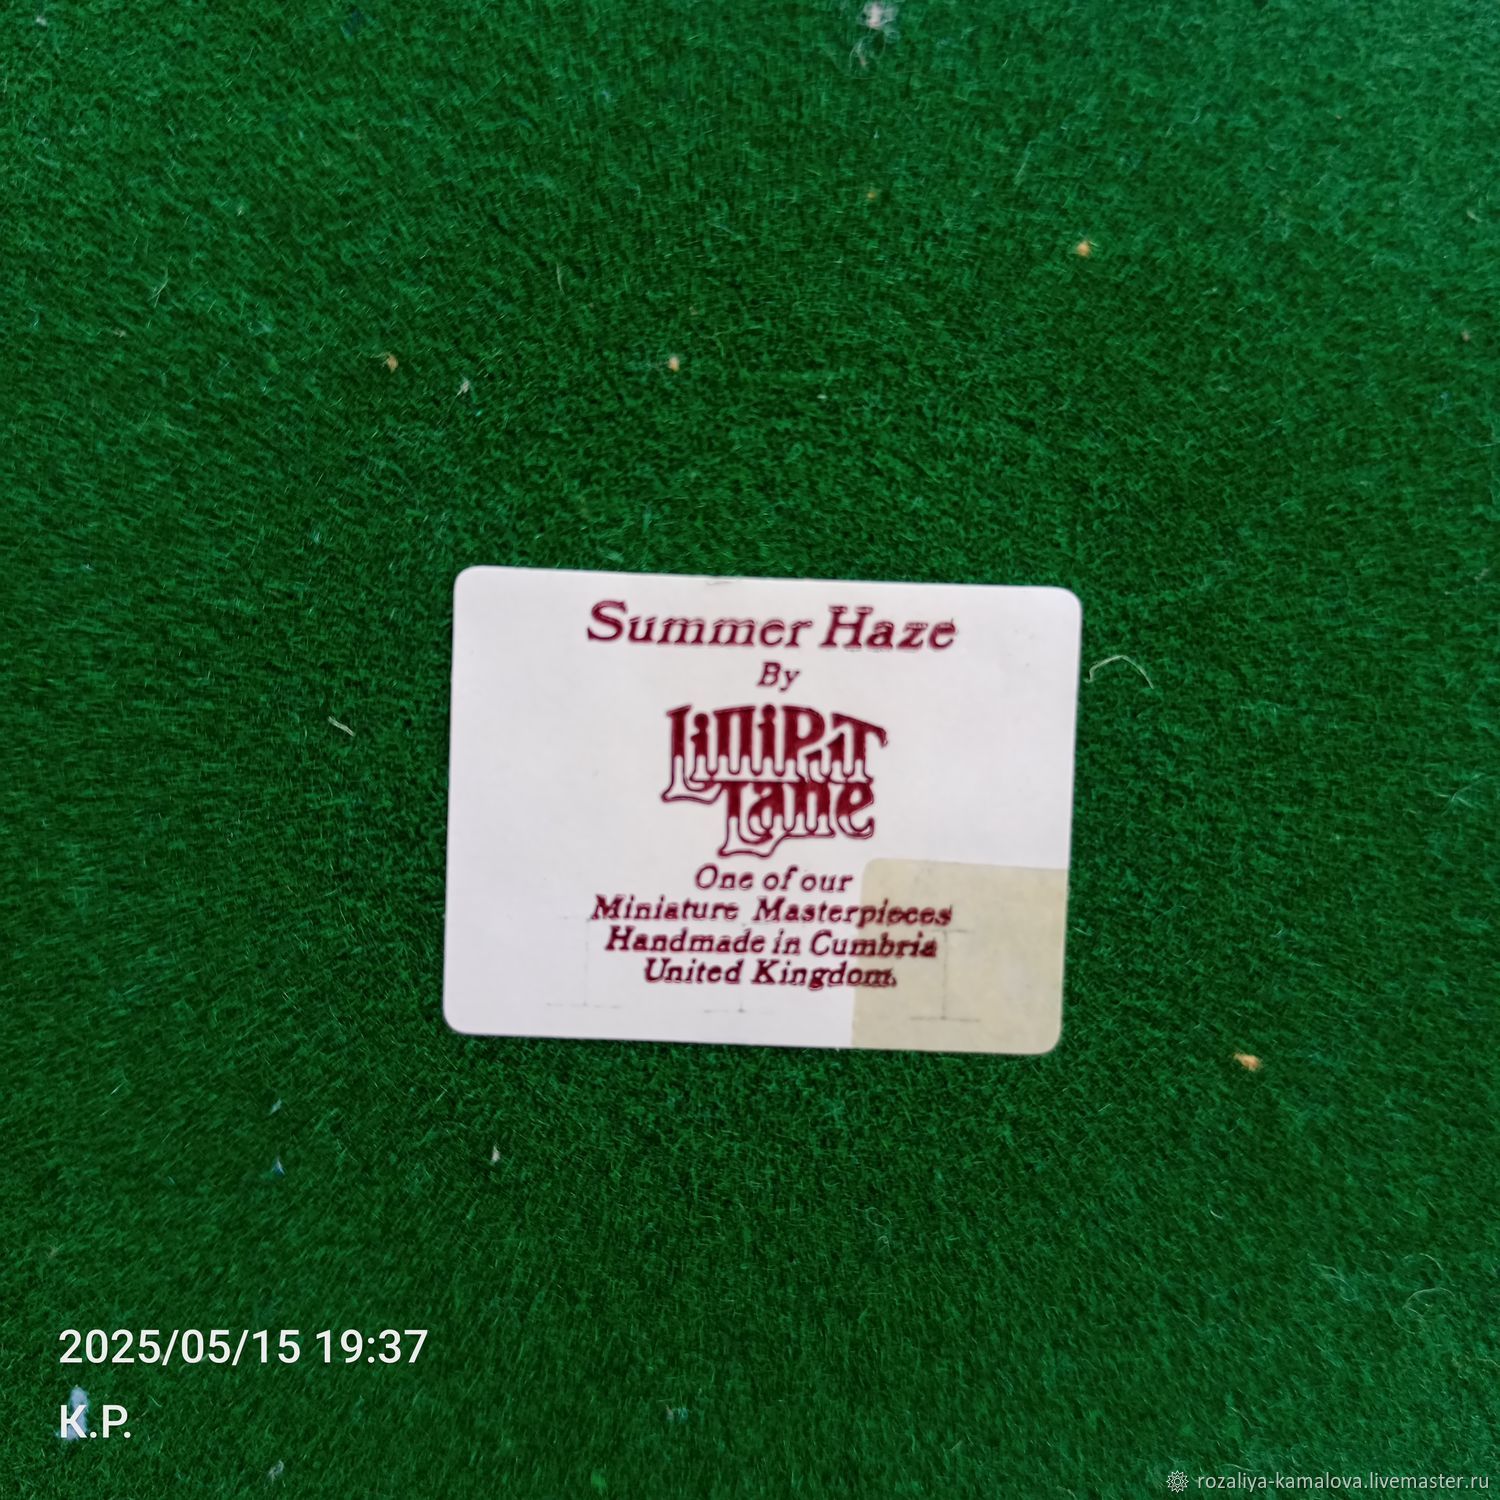 Summer Haze
By
Lilliput
Lane
One of our
Miniature Masterpieces
Handmade in Cumbria
United Kingdom.
2025/05/15 19:37
K.P.
rozaliya-kamalova.livemaster.ru